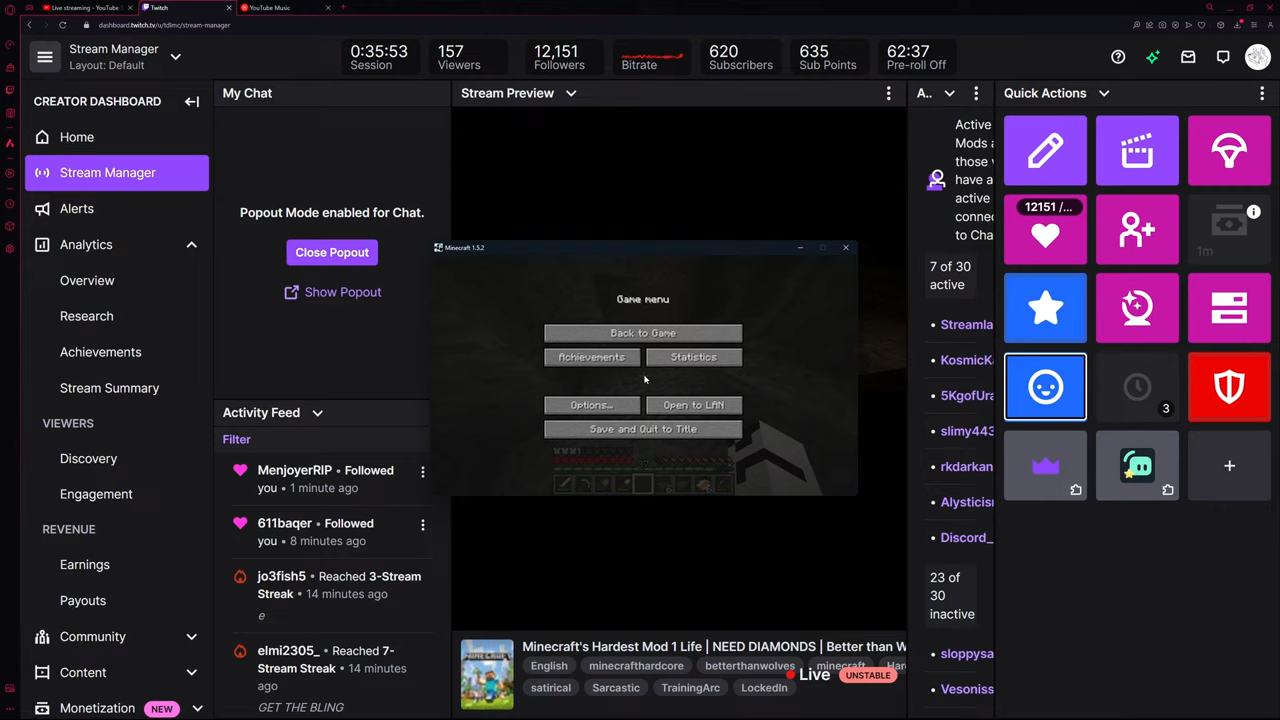 Live streaming - YouTube S
Twitch
YouTube Music
dashboard.twitch.tv/u/tdlmc/stream-manager
Stream Manager
Layout: Default
0:35:53
Session
157
Viewers
12,151
Followers
Bitrate
620
Subscribers
635
Sub Points
62:37
Pre-roll Off
CREATOR DASHBOARD
Home
Stream Manager
Alerts
Analytics
Overview
Research
Achievements
Stream Summary
VIEWERS
Discovery
Engagement
REVENUE
Earnings
Payouts
Community
Content
Monetization NEW
My Chat
Popout Mode enabled for Chat.
Close Popout
Show Popout
Activity Feed
Filter
MenjoyerRIP • Followed
you • 1 minute ago
611baqer • Followed
you • 8 minutes ago
jo3fish5 • Reached 3-Stream
Streak • 14 minutes ago
e
elmi2305_ • Reached 7-
Stream Streak • 14 minutes
ago
GET THE BLING
Stream Preview
Minecraft 1.5.2
Game menu
Back to Game
Achievements
Statistics
Options...
Open to LAN
Save and Quit to Title
Minecraft's Hardest Mod 1 Life | NEED DIAMONDS | Better than W
English minecrafthardcore betterthanwolves minecraft Har
satirical Sarcastic TrainingArc LockedIn
Live UNSTABLE
A..
Active
Mods a
those w
have a
active
connec
to Cha
7 of 30
active
• Streamla
• KosmicKa
• 5KgofUra
• slimy443
• rkdarkan
• Alysticism
• Discord_
23 of
30
inactive
• sloppysa
• Vesoniss
Quick Actions
12151 /...
1m
3